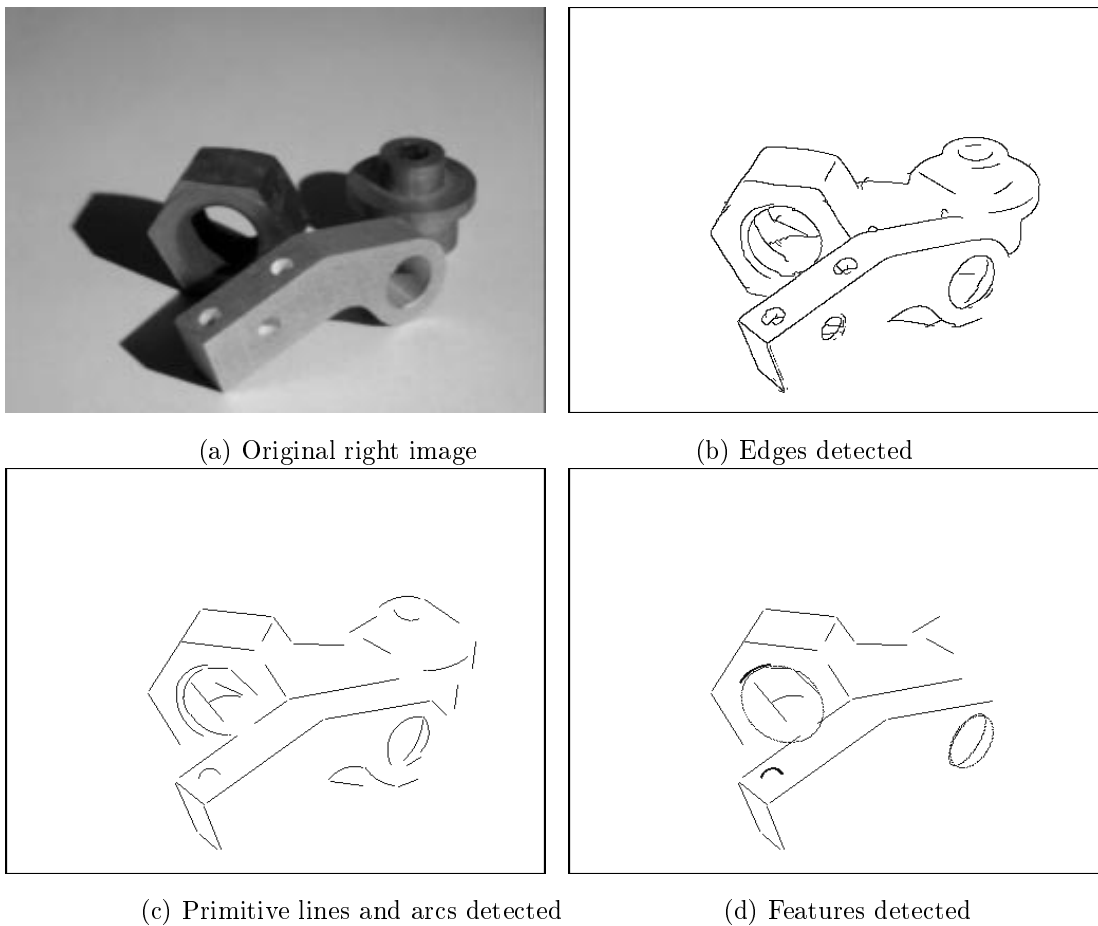 (a) Original right image
(b) Edges detected
(c) Primitive lines and arcs detected
(d) Features detected